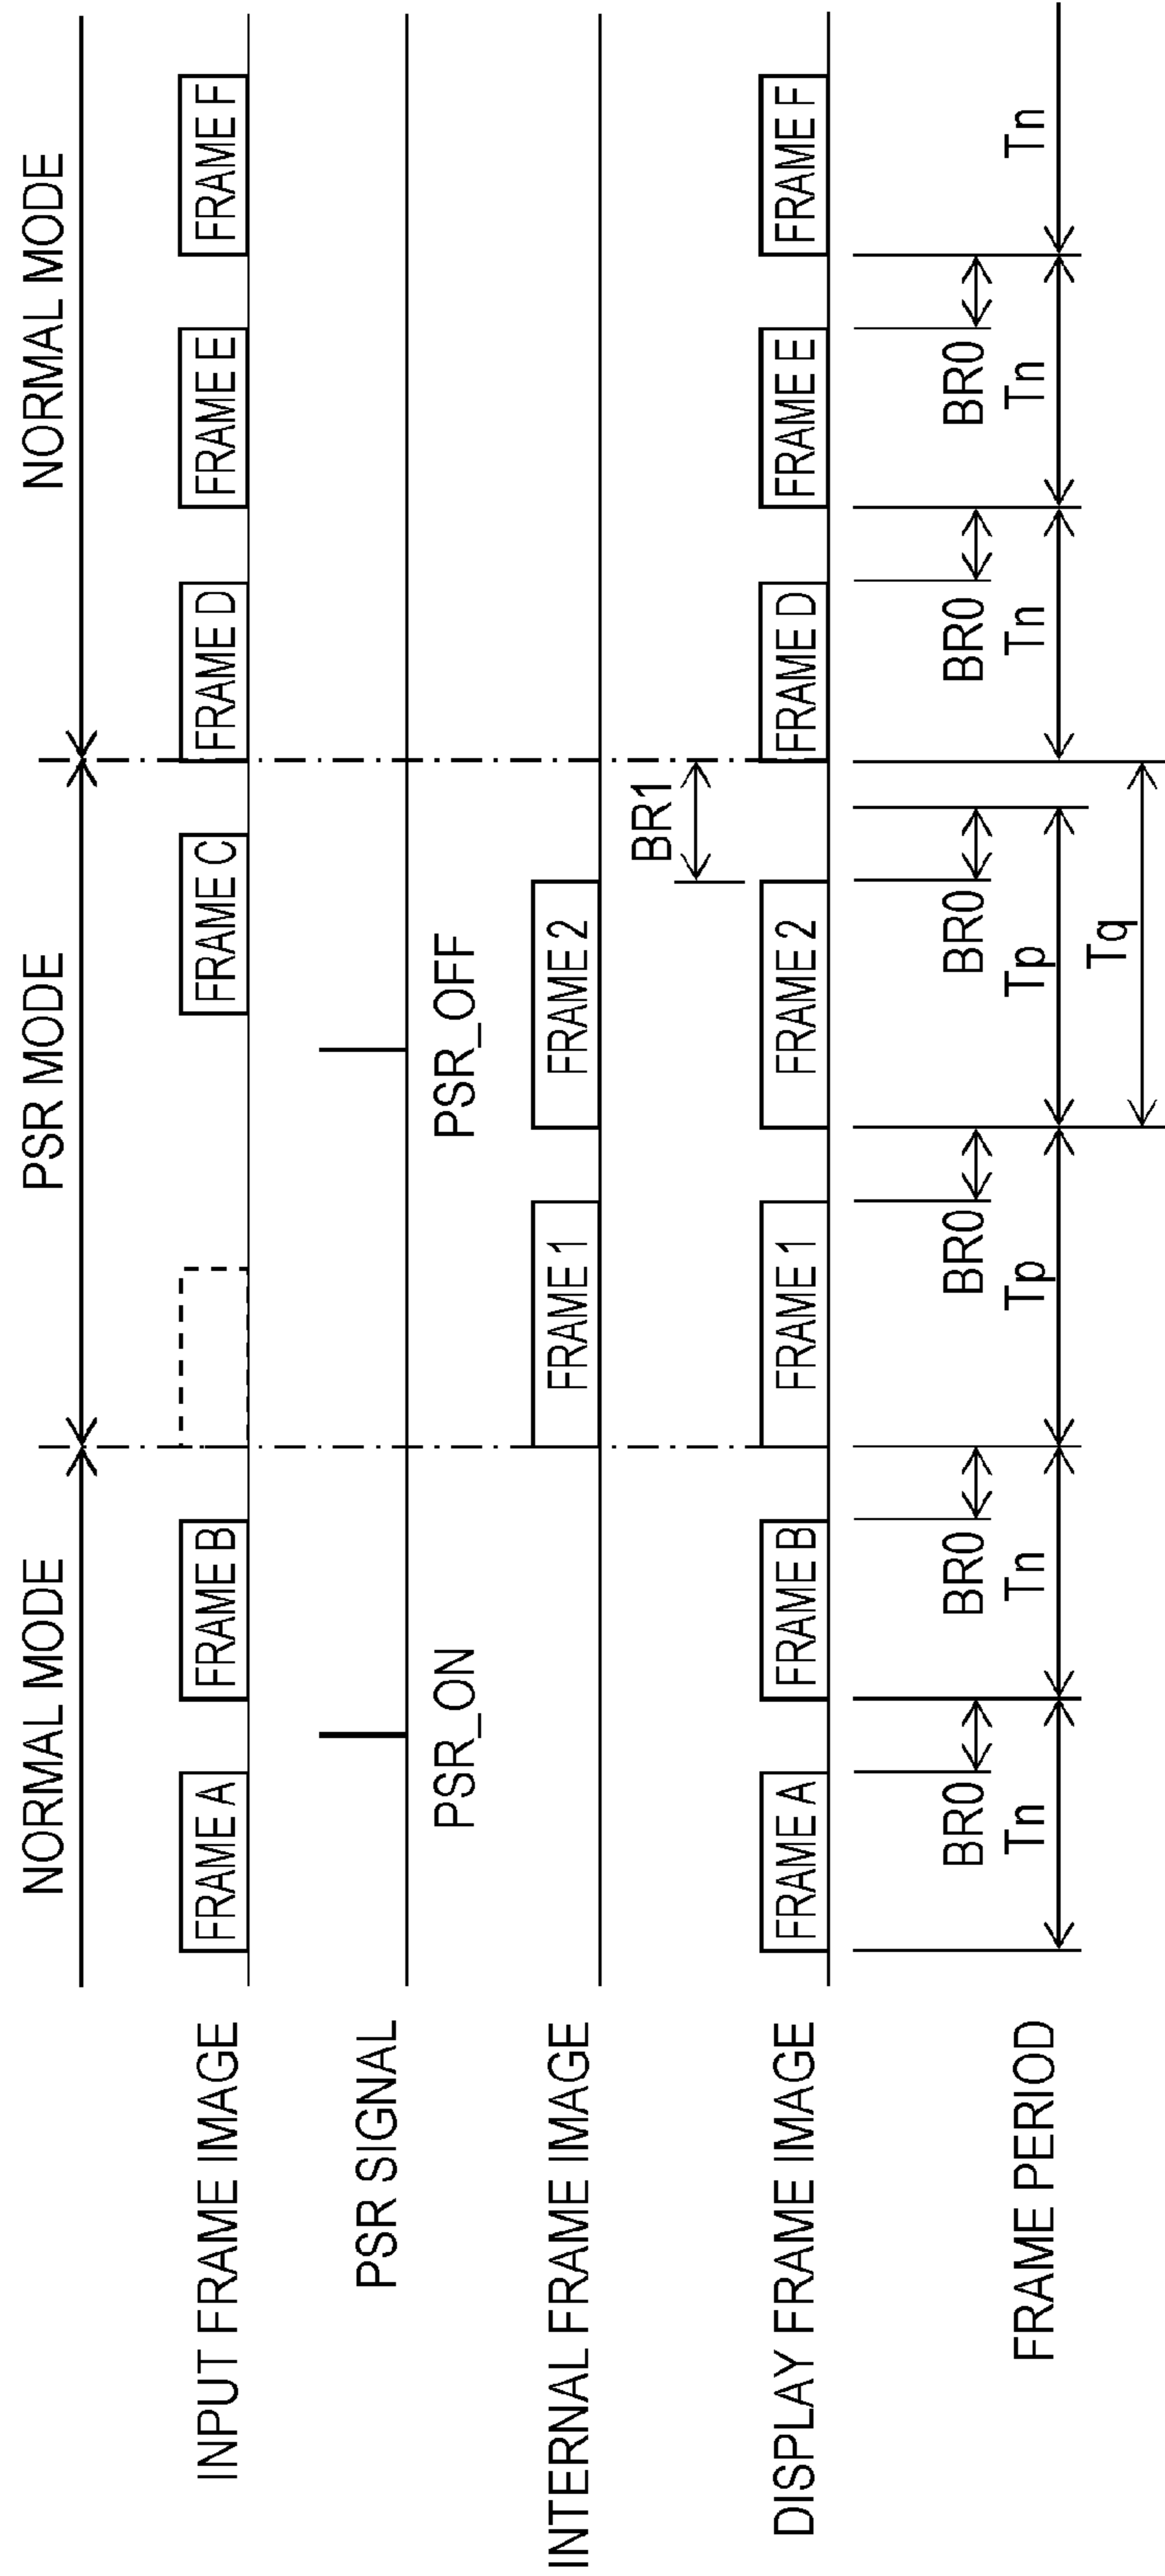 NORMAL MODE
PSR MODE
NORMAL MODE
INPUT FRAME IMAGE
FRAME A
FRAME B
FRAME C
FRAME D
FRAME E
FRAME F
PSR SIGNAL
PSR_ON
PSR_OFF
INTERNAL FRAME IMAGE
FRAME 1
FRAME 2
BR1
DISPLAY FRAME IMAGE
FRAME A
FRAME B
FRAME 1
FRAME 2
FRAME D
FRAME E
FRAME F
BR0
BR0
BR0
BR0
BR0
BR0
FRAME PERIOD
Tn
Tn
Tp
Tp
Tn
Tn
Tn
Tq